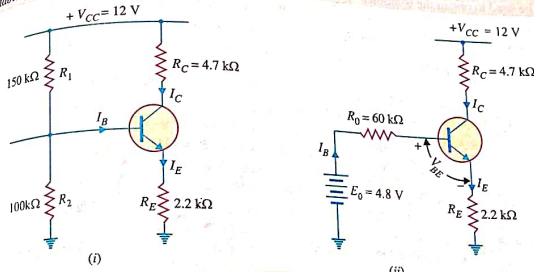 + VCC = 12 V
150 kΩ R1
RC = 4.7 kΩ
IC
IB
IE
100kΩ R2
RE 2.2 kΩ
(i)
+VCC = 12 V
RC = 4.7 kΩ
IC
R0 = 60 kΩ
IB
+
VBE
–
IE
E0 = 4.8 V
RE 2.2 kΩ
(ii)